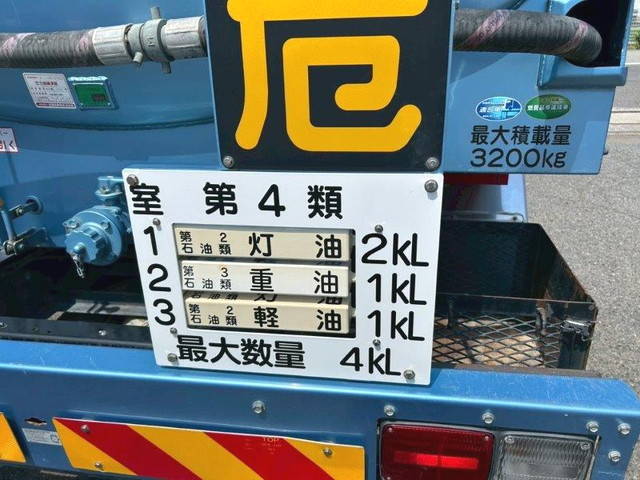 危
最大積載量
3200kg
室 第4類
1 第2石油類 灯油 2kL
2 第3石油類 重油 1kL
3 第2石油類 軽油 1kL
最大数量 4kL